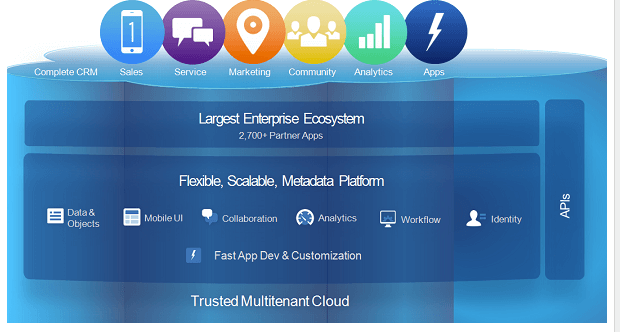 1
Complete CRM
Sales
Service
Marketing
Community
Analytics
Apps
Largest Enterprise Ecosystem
2,700+ Partner Apps
Flexible, Scalable, Metadata Platform
Data &
Objects
Mobile UI
Collaboration
Analytics
Workflow
Identity
Fast App Dev & Customization
APIs
Trusted Multitenant Cloud